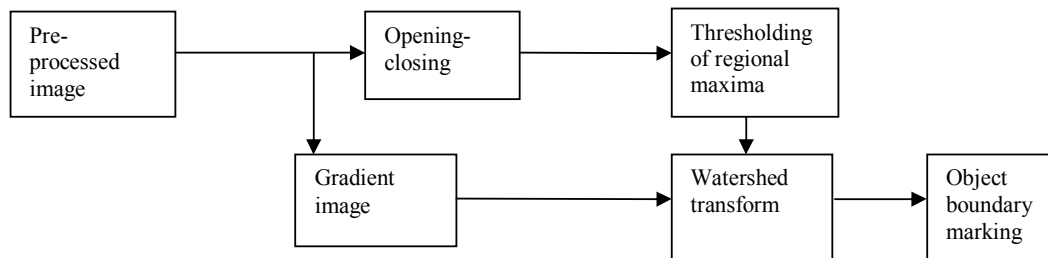 Pre-
processed
image
Opening-
closing
Thresholding
of regional
maxima
Gradient
image
Watershed
transform
Object
boundary
marking